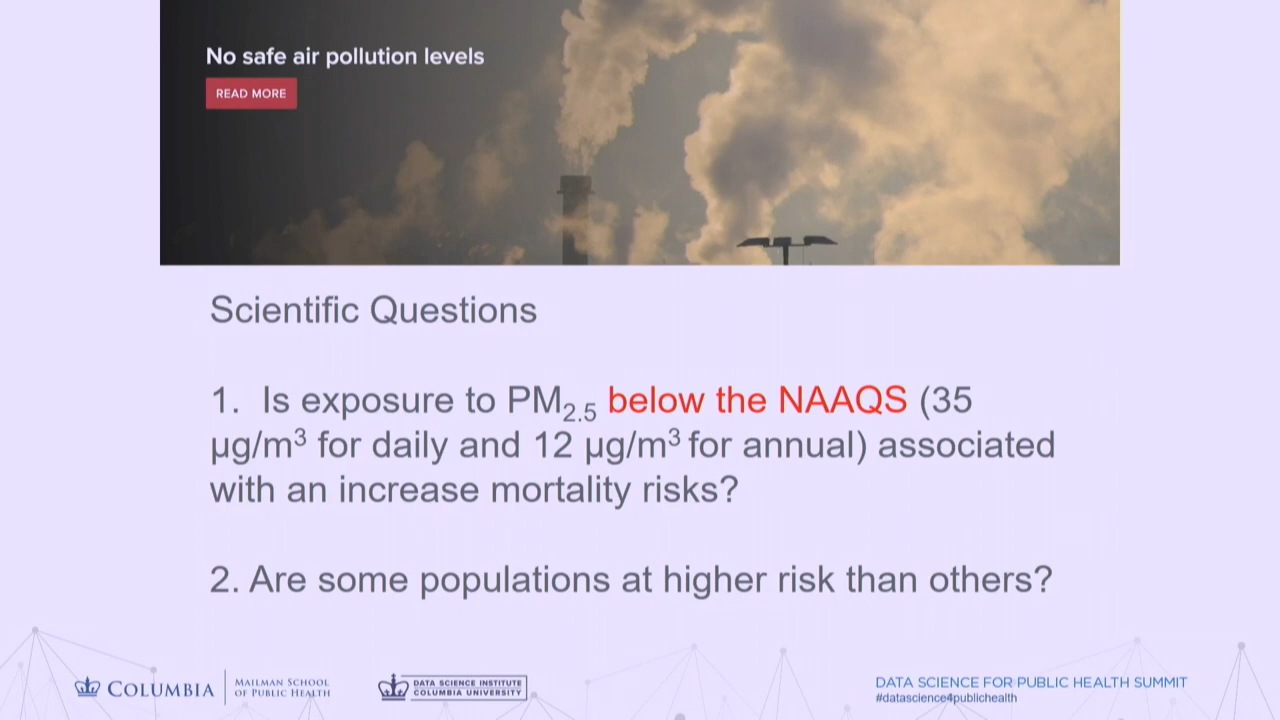 No safe air pollution levels
READ MORE
Scientific Questions
1. Is exposure to PM2.5 below the NAAQS (35
µg/m³ for daily and 12 µg/m³ for annual) associated
with an increase mortality risks?
2. Are some populations at higher risk than others?
COLUMBIA
MAILMAN SCHOOL
OF PUBLIC HEALTH
DATA SCIENCE INSTITUTE
COLUMBIA UNIVERSITY
DATA SCIENCE FOR PUBLIC HEALTH SUMMIT
#datascience4publichealth